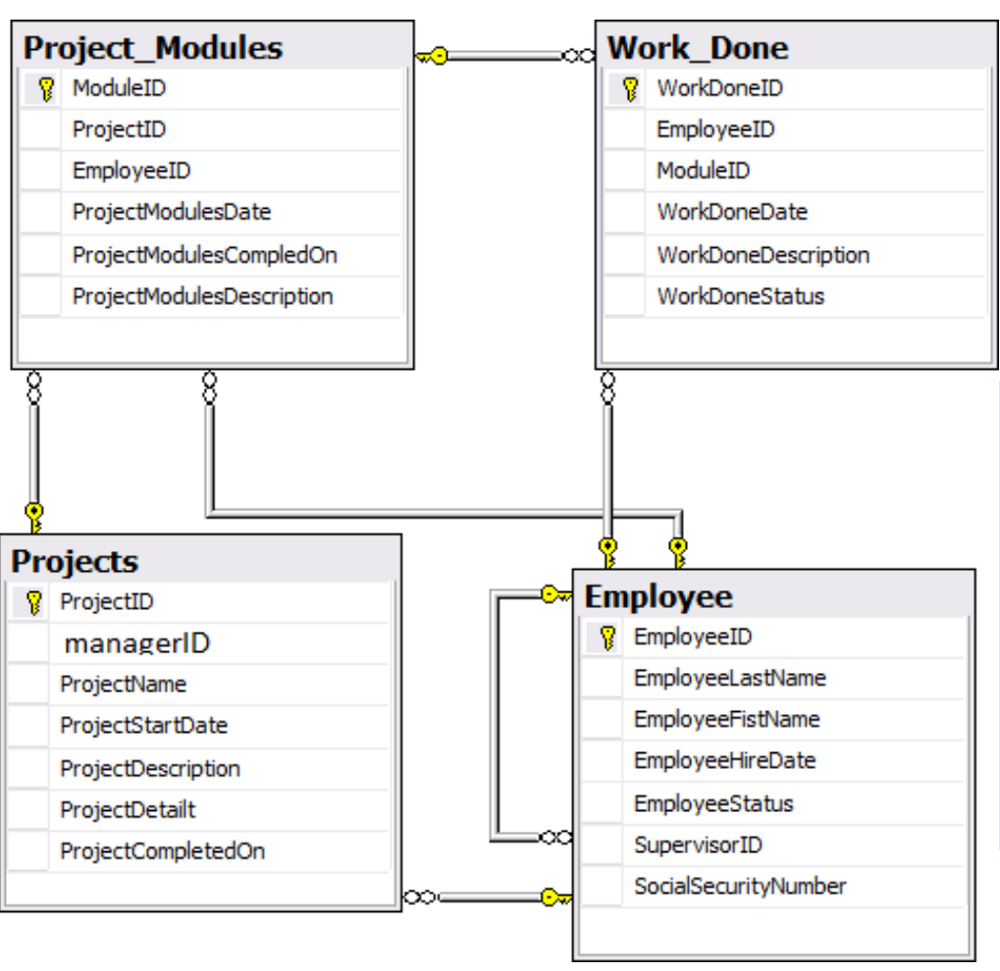 Project_Modules
ModuleID
ProjectID
EmployeeID
ProjectModulesDate
ProjectModulesCompledOn
ProjectModulesDescription
Work_Done
WorkDoneID
EmployeeID
ModuleID
WorkDoneDate
WorkDoneDescription
WorkDoneStatus
Projects
ProjectID
managerID
ProjectName
ProjectStartDate
ProjectDescription
ProjectDetailt
ProjectCompletedOn
Employee
EmployeeID
EmployeeLastName
EmployeeFistName
EmployeeHireDate
EmployeeStatus
SupervisorID
SocialSecurityNumber